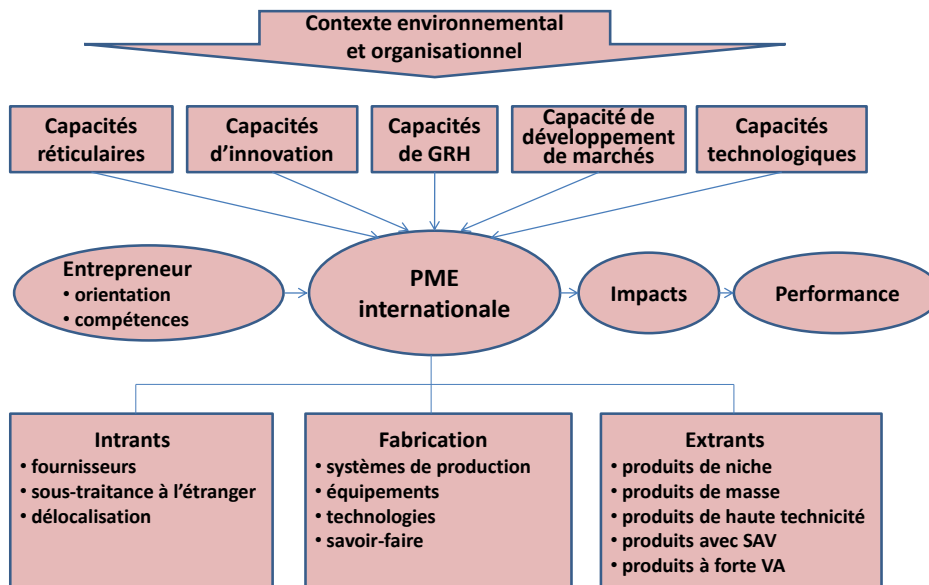 Contexte environnemental
et organisationnel
Capacités
réticulaires
Capacités
d’innovation
Capacités
de GRH
Capacité de
développement
de marchés
Capacités
technologiques
Entrepreneur
• orientation
• compétences
PME
internationale
Impacts
Performance
Intrants
• fournisseurs
• sous-traitance à l’étranger
• délocalisation
Fabrication
• systèmes de production
• équipements
• technologies
• savoir-faire
Extrants
• produits de niche
• produits de masse
• produits de haute technicité
• produits avec SAV
• produits à forte VA